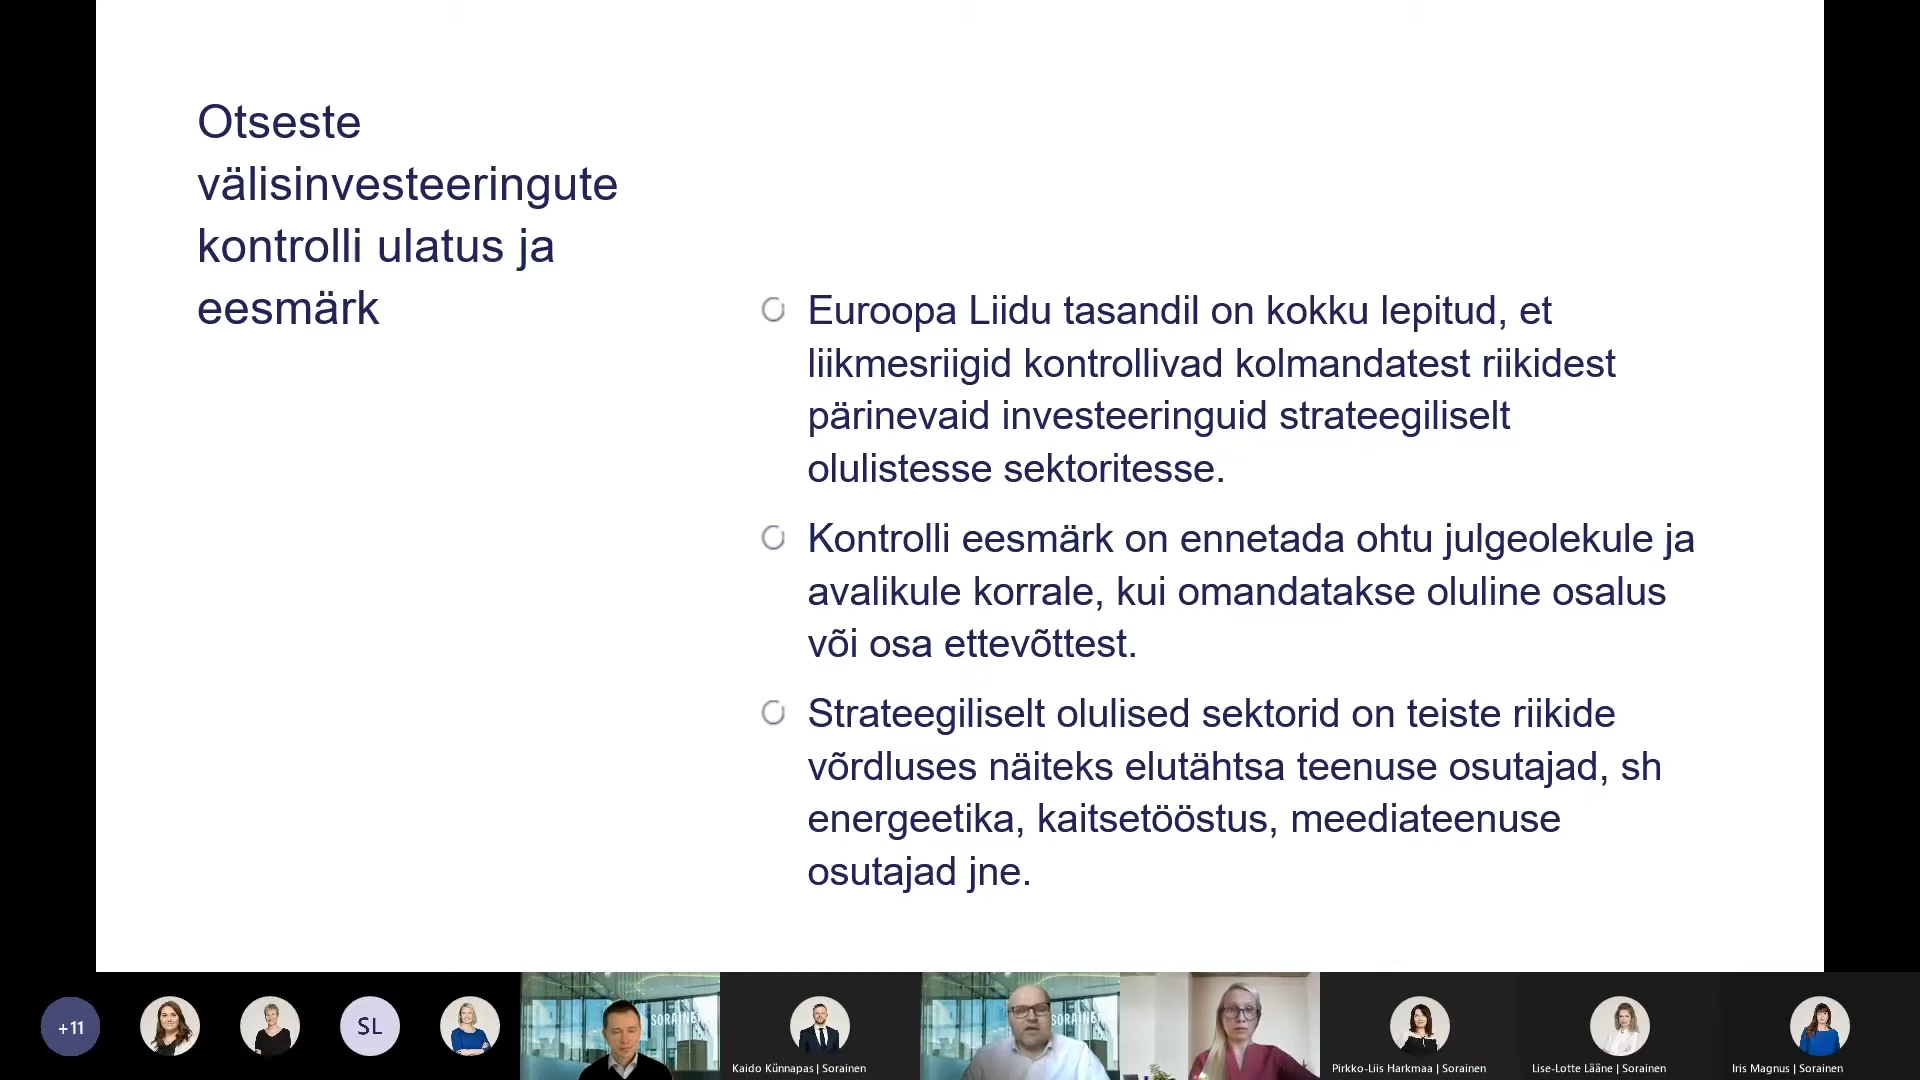 Otseste
välisinvesteeringute
kontrolli ulatus ja
eesmärk
Euroopa Liidu tasandil on kokku lepitud, et
liikmesriigid kontrollivad kolmandatest riikidest
pärinevaid investeeringuid strateegiliselt
olulistesse sektoritesse.
Kontrolli eesmärk on ennetada ohtu julgeolekule ja
avalikule korrale, kui omandatakse oluline osalus
või osa ettevõttest.
Strateegiliselt olulised sektorid on teiste riikide
võrdluses näiteks elutähtsa teenuse osutajad, sh
energeetika, kaitsetööstus, meediateenuse
osutajad jne.
+11
SL
SORAINEN
Kaido Künnapas | Sorainen
SORAINEN
Pirkko-Liis Harkmaa | Sorainen
Lise-Lotte Lääne | Sorainen
Iris Magnus | Sorainen